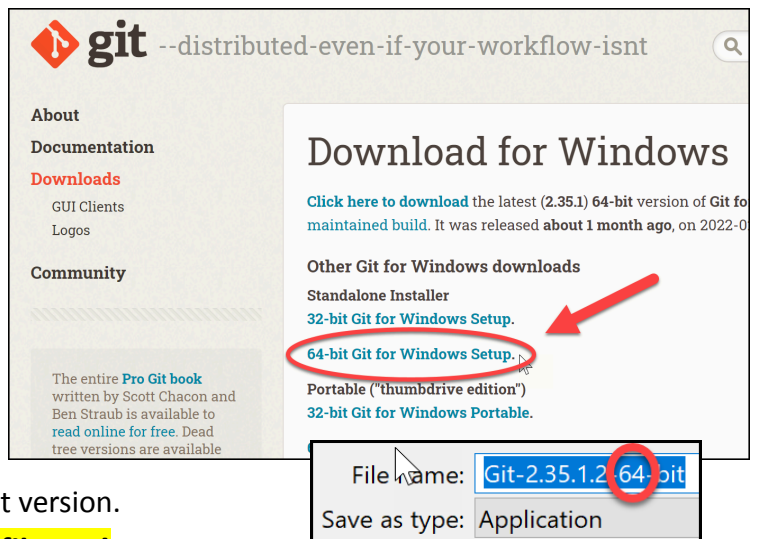 git --distributed-even-if-your-workflow-isnt
About
Documentation
Downloads
GUI Clients
Logos
Community
The entire Pro Git book
written by Scott Chacon and
Ben Straub is available to
read online for free. Dead
tree versions are available
Download for Windows
Click here to download the latest (2.35.1) 64-bit version of Git fo
maintained build. It was released about 1 month ago, on 2022-0
Other Git for Windows downloads
Standalone Installer
32-bit Git for Windows Setup.
64-bit Git for Windows Setup.
Portable ("thumbdrive edition")
32-bit Git for Windows Portable.
File name: Git-2.35.1.2-64-bit
Save as type: Application
t version.